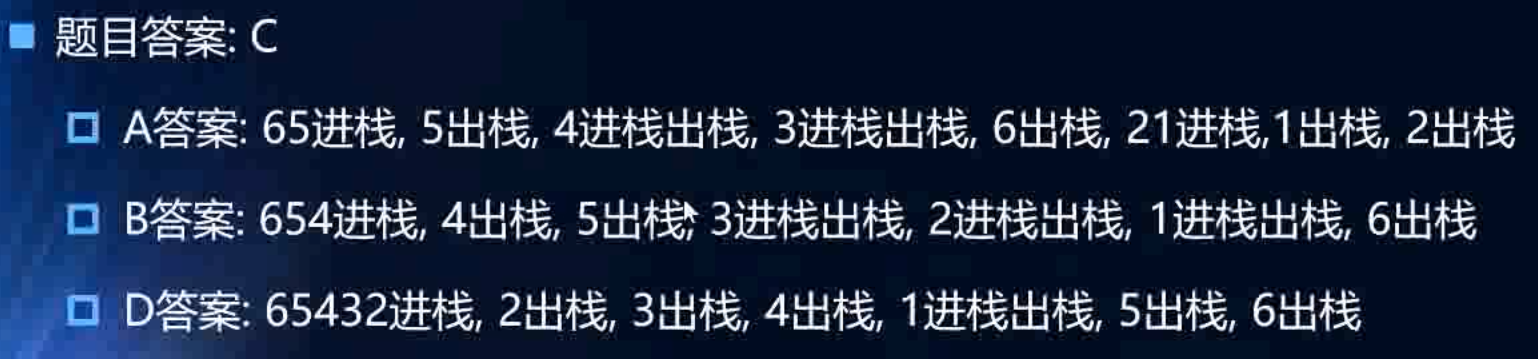 题目答案: C
A答案: 65进栈, 5出栈, 4进栈出栈, 3进栈出栈, 6出栈, 21进栈,1出栈, 2出栈
B答案: 654进栈, 4出栈, 5出栈, 3进栈出栈, 2进栈出栈, 1进栈出栈, 6出栈
D答案: 65432进栈, 2出栈, 3出栈, 4出栈, 1进栈出栈, 5出栈, 6出栈